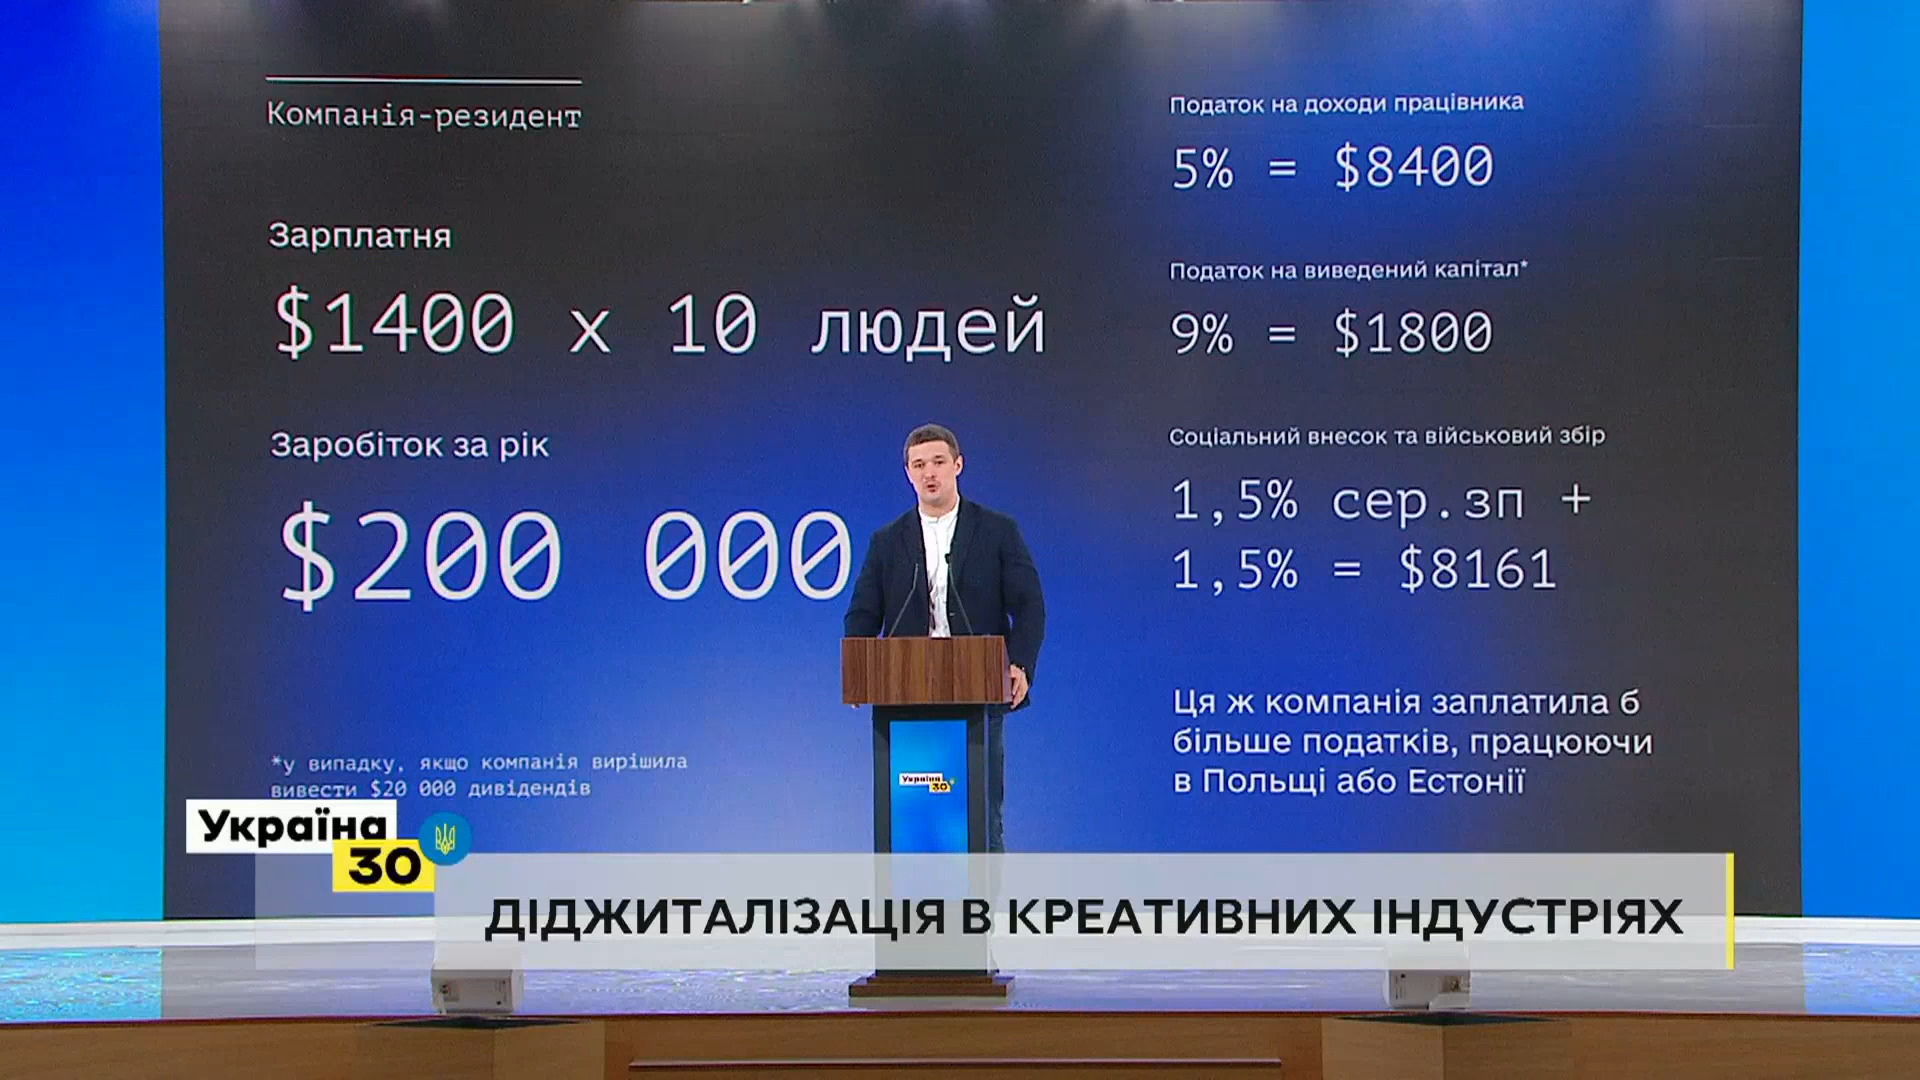 Компанія-резидент
Зарплатня
$1400 x 10 людей
Заробіток за рік
$200 000
*у випадку, якщо компанія вирішила
вивести $20 000 дивідендів
Податок на доходи працівника
5% = $8400
Податок на виведений капітал*
9% = $1800
Соціальний внесок та військовий збір
1,5% сер.зп +
1,5% = $8161
Ця ж компанія заплатила б
більше податків, працюючи
в Польщі або Естонії
Україна
30
Україна
30
ДІДЖИТАЛІЗАЦІЯ В КРЕАТИВНИХ ІНДУСТРІЯХ